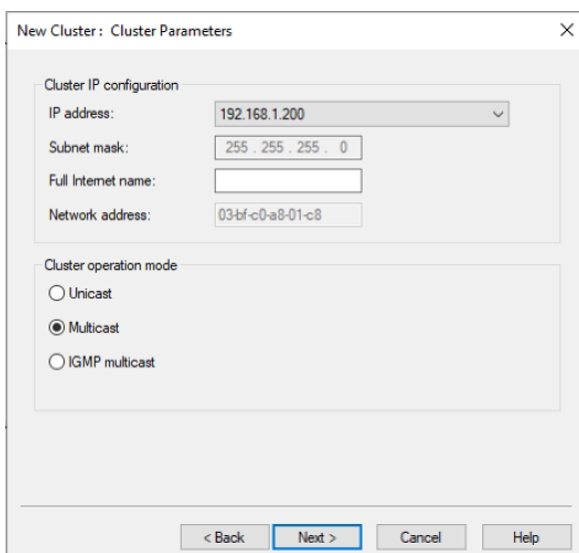 New Cluster : Cluster Parameters
Cluster IP configuration
IP address: 192.168.1.200
Subnet mask: 255 . 255 . 255 . 0
Full Internet name:
Network address: 03-bf-c0-a8-01-c8
Cluster operation mode
Unicast
Multicast
IGMP multicast
< Back Next > Cancel Help